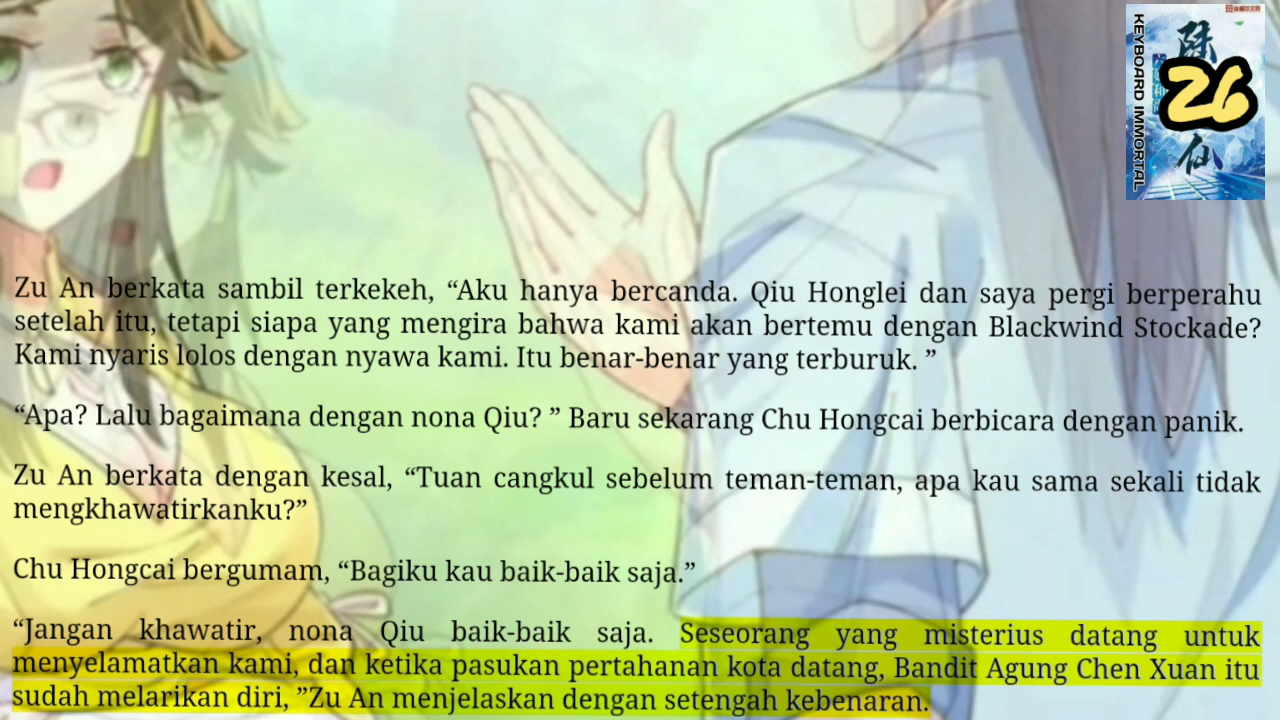 KEYBOARD IMMORTAL
陆
26
仙
Zu An berkata sambil terkekeh, “Aku hanya bercanda. Qiu Honglei dan saya pergi berperahu
setelah itu, tetapi siapa yang mengira bahwa kami akan bertemu dengan Blackwind Stockade?
Kami nyaris lolos dengan nyawa kami. Itu benar-benar yang terburuk. ”
“Apa? Lalu bagaimana dengan nona Qiu? ” Baru sekarang Chu Hongcai berbicara dengan panik.
Zu An berkata dengan kesal, “Tuan cangkul sebelum teman-teman, apa kau sama sekali tidak
mengkhawatirkanku?”
Chu Hongcai bergumam, “Bagiku kau baik-baik saja.”
“Jangan khawatir, nona Qiu baik-baik saja. Seseorang yang misterius datang untuk
menyelamatkan kami, dan ketika pasukan pertahanan kota datang, Bandit Agung Chen Xuan itu
sudah melarikan diri, ”Zu An menjelaskan dengan setengah kebenaran.